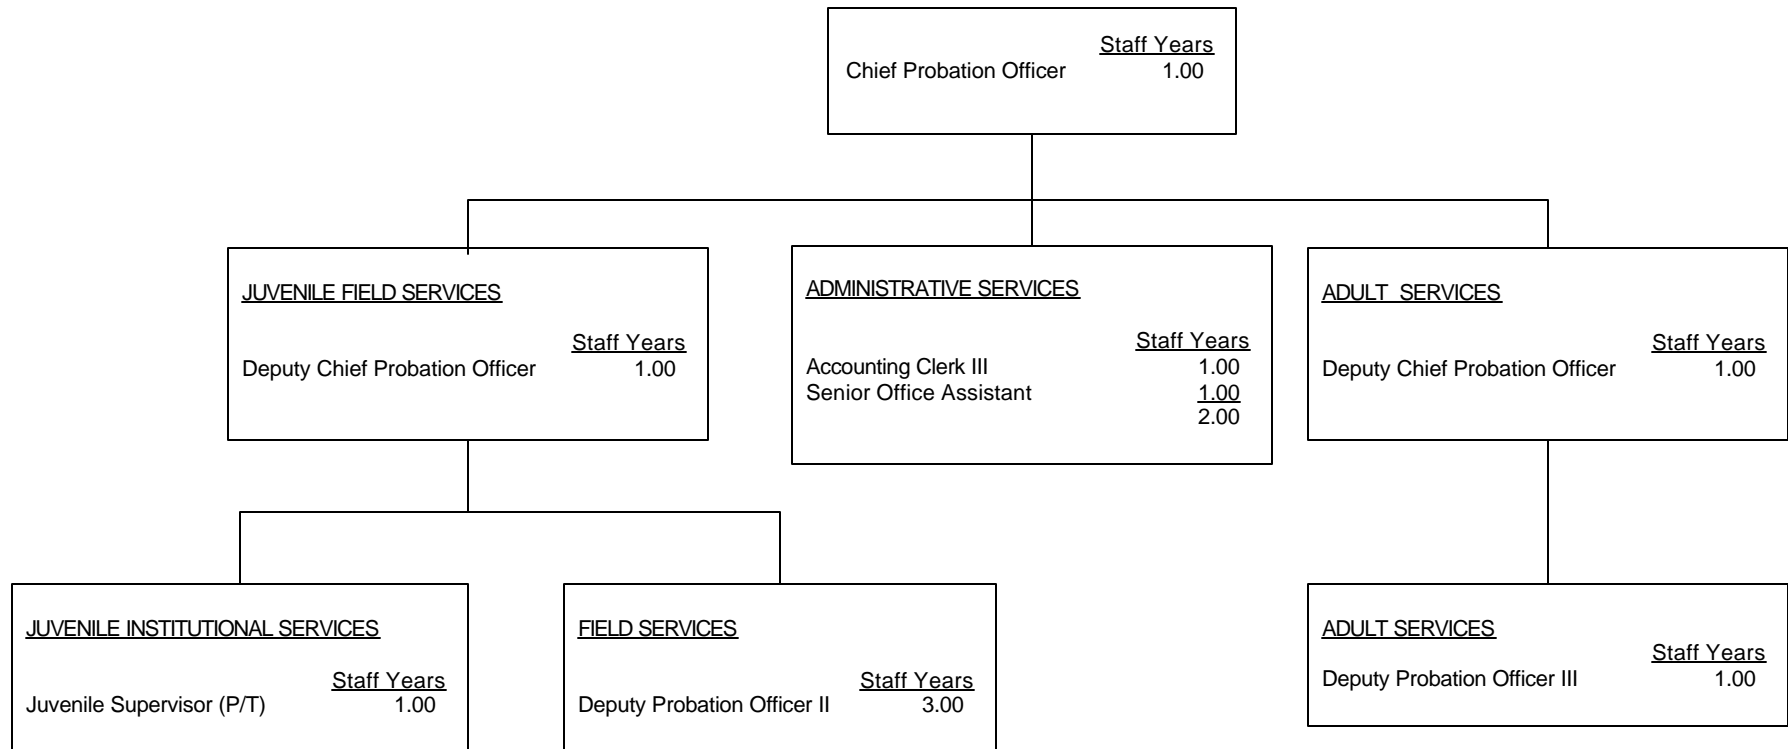 Staff Years
Chief Probation Officer 1.00
JUVENILE FIELD SERVICES
Staff Years
Deputy Chief Probation Officer 1.00
ADMINISTRATIVE SERVICES
Staff Years
Accounting Clerk III 1.00
Senior Office Assistant 1.00
2.00
ADULT SERVICES
Staff Years
Deputy Chief Probation Officer 1.00
JUVENILE INSTITUTIONAL SERVICES
Staff Years
Juvenile Supervisor (P/T) 1.00
FIELD SERVICES
Staff Years
Deputy Probation Officer II 3.00
ADULT SERVICES
Staff Years
Deputy Probation Officer III 1.00